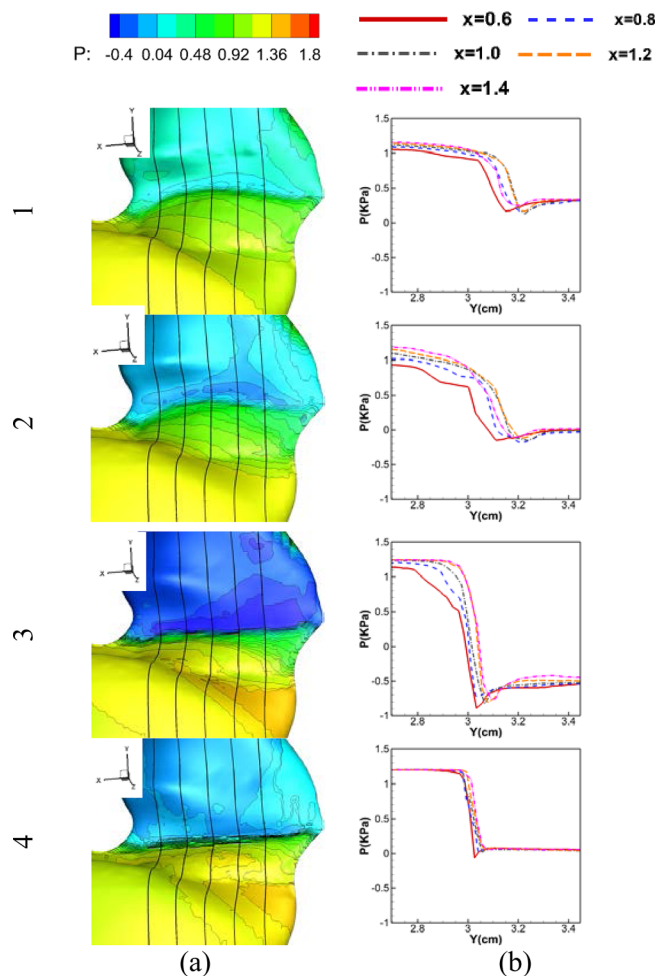 P: -0.4 0.04 0.48 0.92 1.36 1.8
x=0.6 x=0.8
x=1.0 x=1.2
x=1.4
1
Y
X
Z
P(KPa)
1.5
1
0.5
0
-0.5
-1
2.8 3 3.2 3.4
Y(cm)
2
Y
X
Z
P(KPa)
1.5
1
0.5
0
-0.5
-1
2.8 3 3.2 3.4
Y(cm)
3
Y
X
Z
P(KPa)
1.5
1
0.5
0
-0.5
-1
2.8 3 3.2 3.4
Y(cm)
4
Y
X
Z
P(KPa)
1.5
1
0.5
0
-0.5
-1
2.8 3 3.2 3.4
Y(cm)
(a) (b)